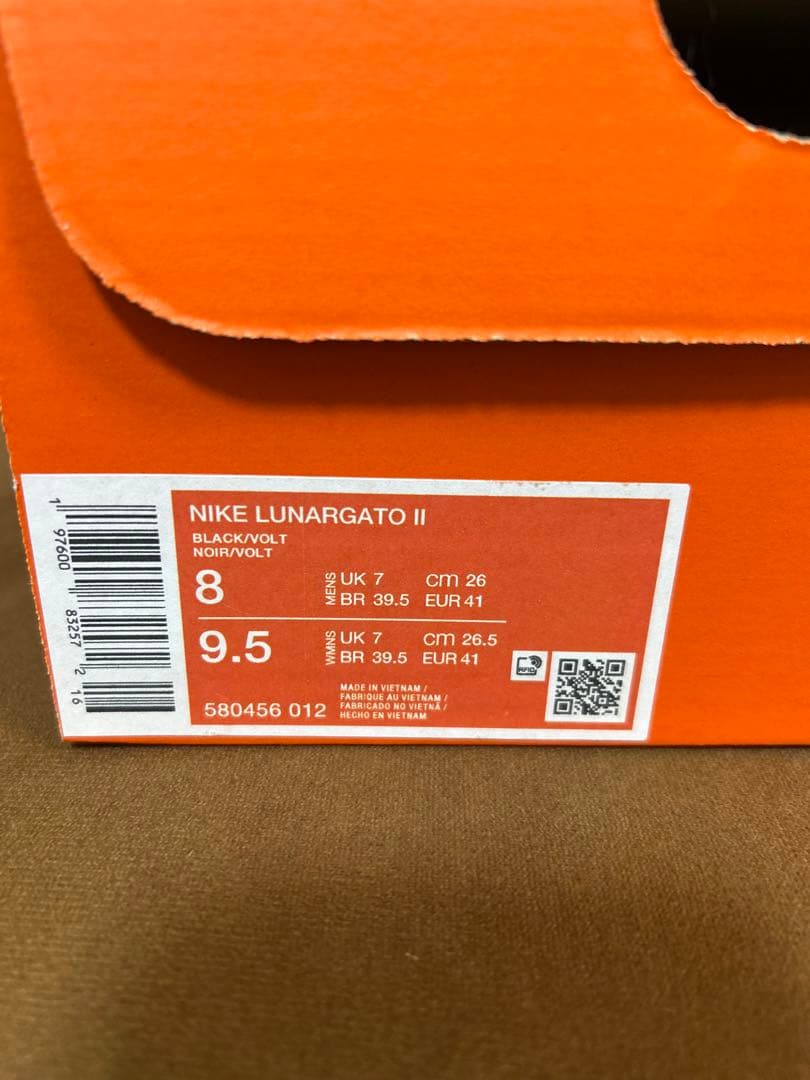 NIKE LUNARGATO II
BLACK/VOLT
NOIR/VOLT
8
MENS
UK 7 cm 26
BR 39.5 EUR 41
9.5
WMNS
UK 7 cm 26.5
BR 39.5 EUR 41
580456 012
MADE IN VIETNAM /
FABRIQUE AU VIETNAM /
FABRICADO NO VIETNÃ /
HECHO EN VIETNAM
RFID
1 97600 83257 2 16